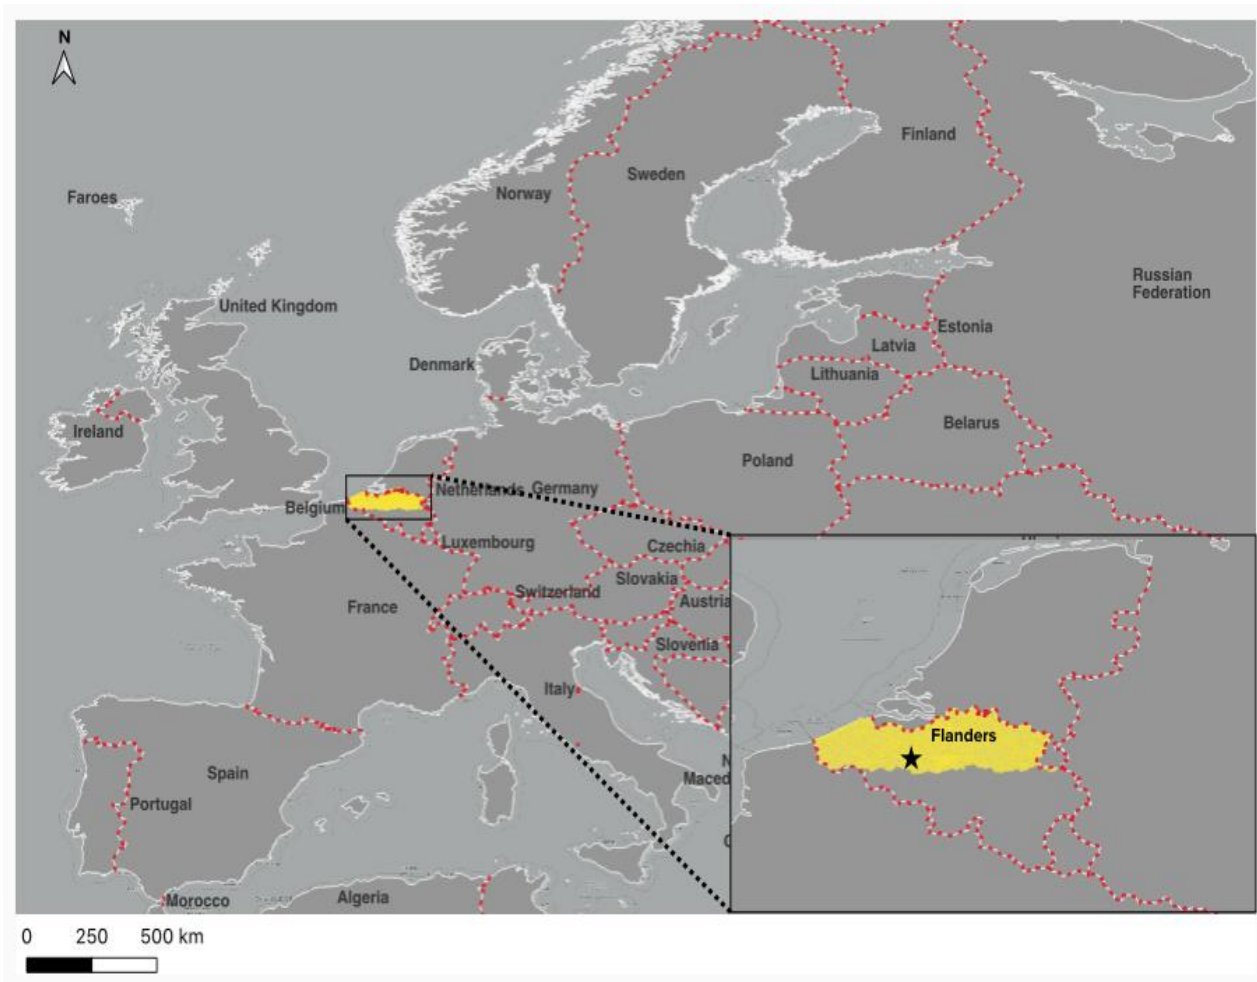 N
Finland
Sweden
Norway
Faroes
Russian
Federation
United Kingdom
Estonia
Latvia
Denmark
Lithuania
Belarus
Ireland
Poland
Netherlands
Germany
Belgium
Luxembourg
Czechia
Slovakia
Switzerland
Austria
France
Slovenia
Italy
Flanders
Spain
N
Maced
Portugal
Morocco
Algeria
0 250 500 km